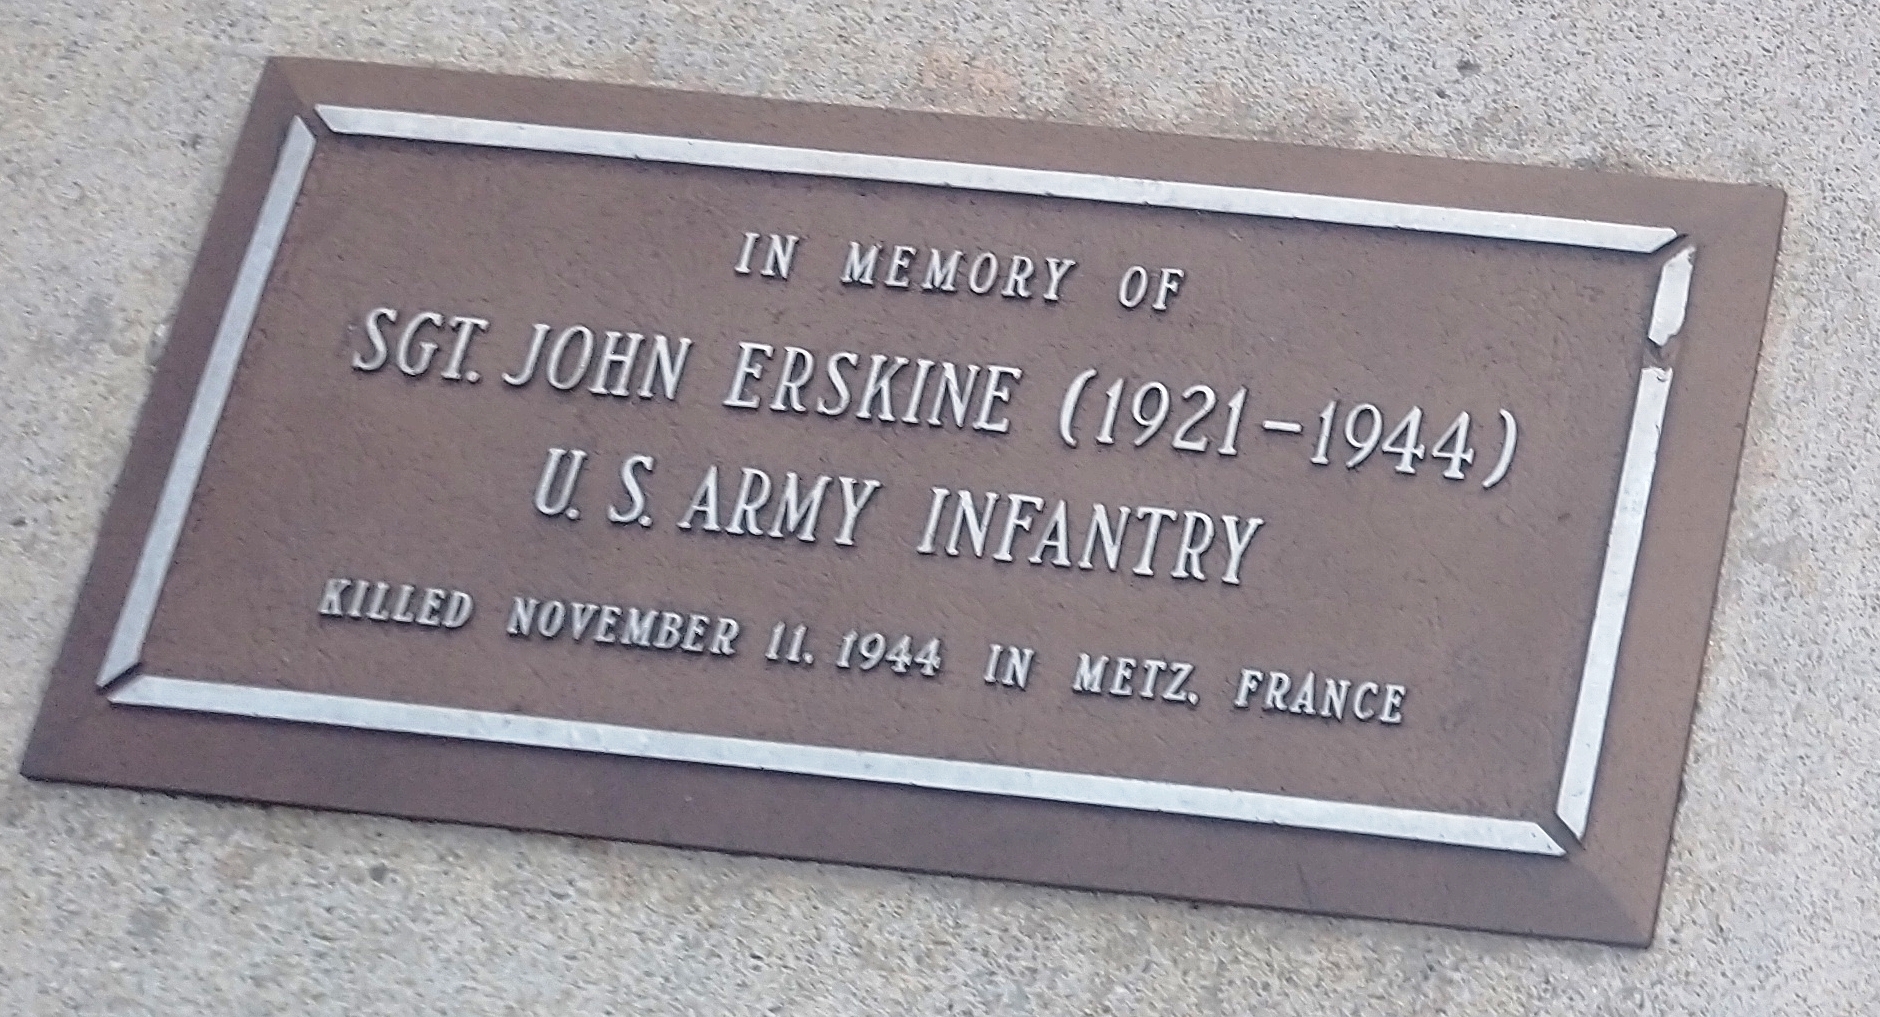 IN MEMORY OF
SGT. JOHN ERSKINE (1921-1944)
U. S. ARMY INFANTRY
KILLED NOVEMBER 11, 1944 IN METZ, FRANCE